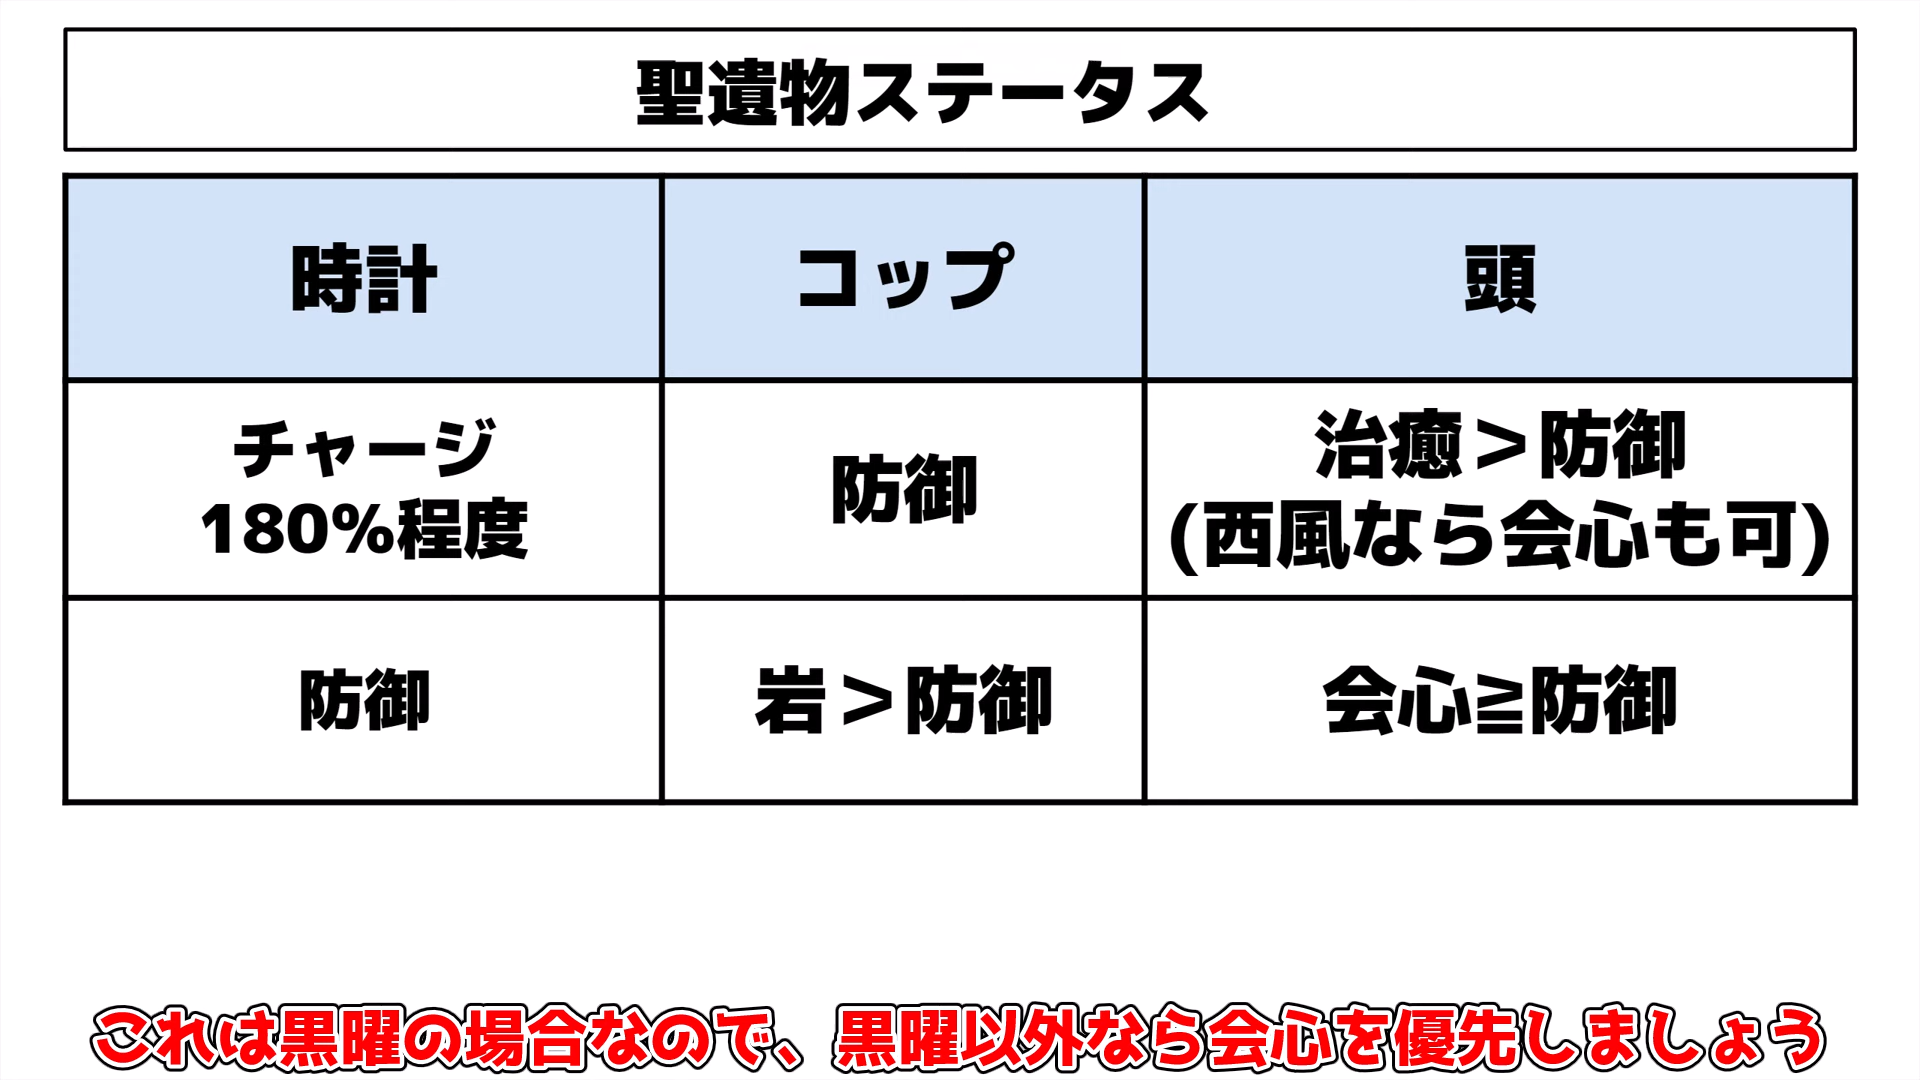 聖遺物ステータス
時計
コップ
頭
チャージ
180%程度
防御
治癒＞防御
(西風なら会心も可)
防御
岩＞防御
会心≧防御
これは黒曜の場合なので、黒曜以外なら会心を優先しましょう